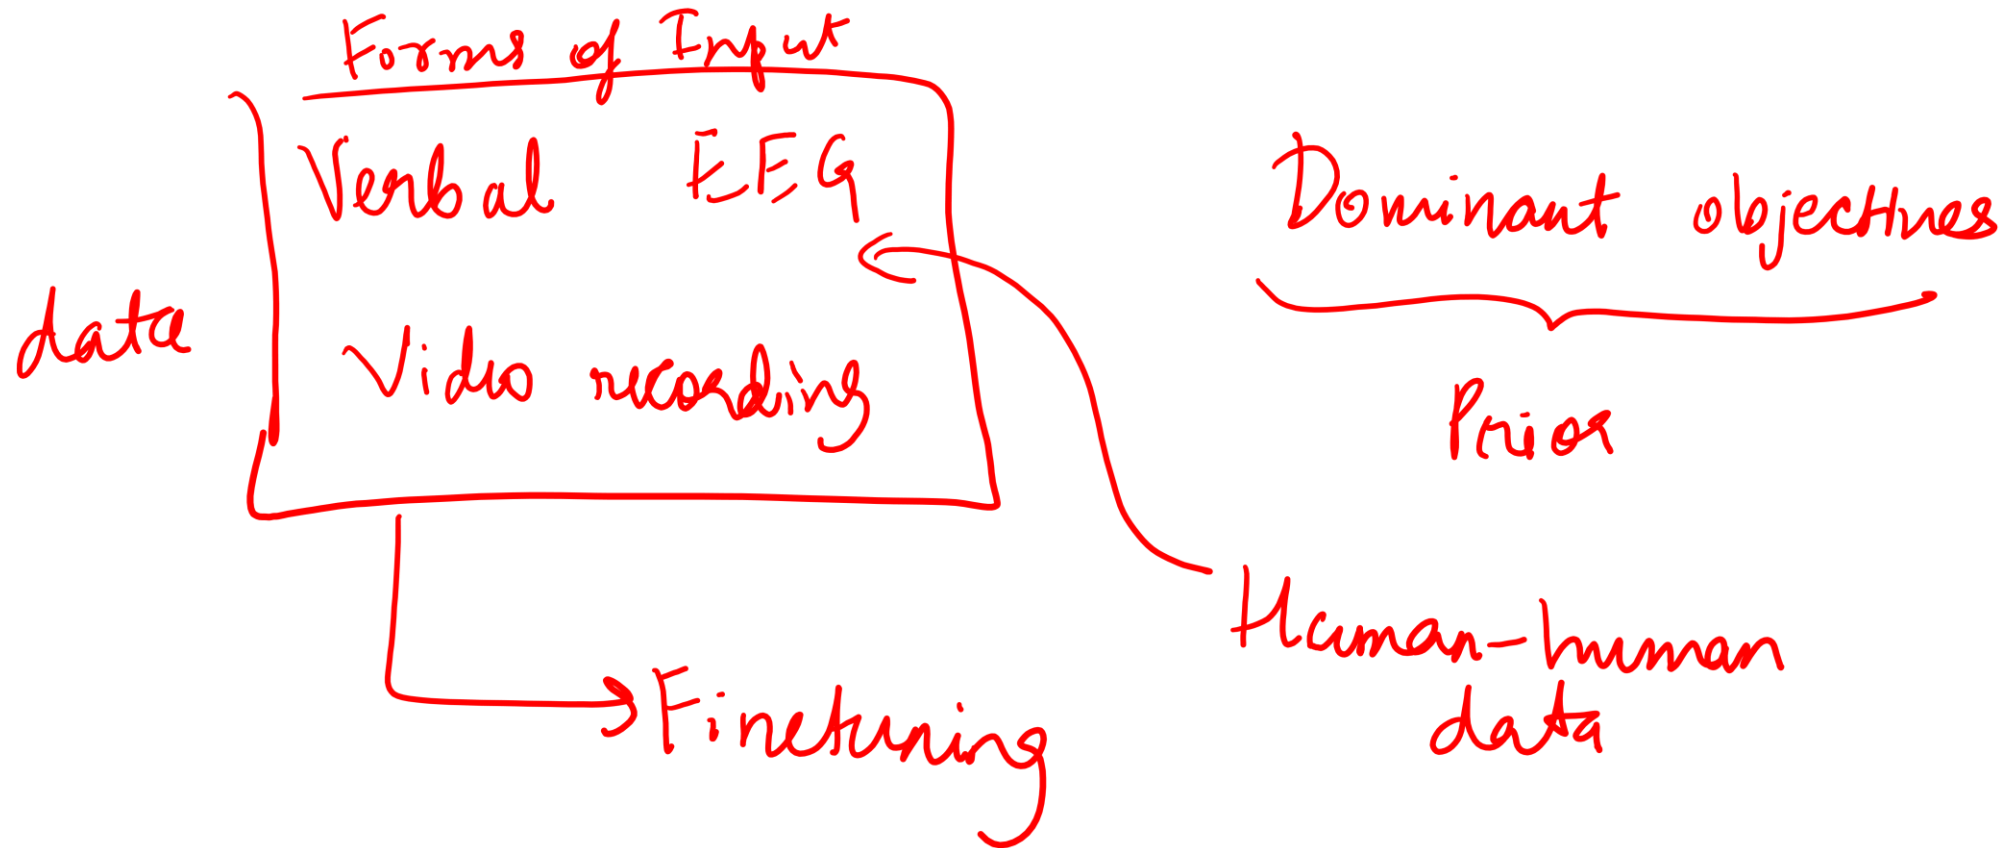 Forms of Input
Verbal EEG
Dominant objectives
data
Video recording
Prior
Human-human
data
Finetuning